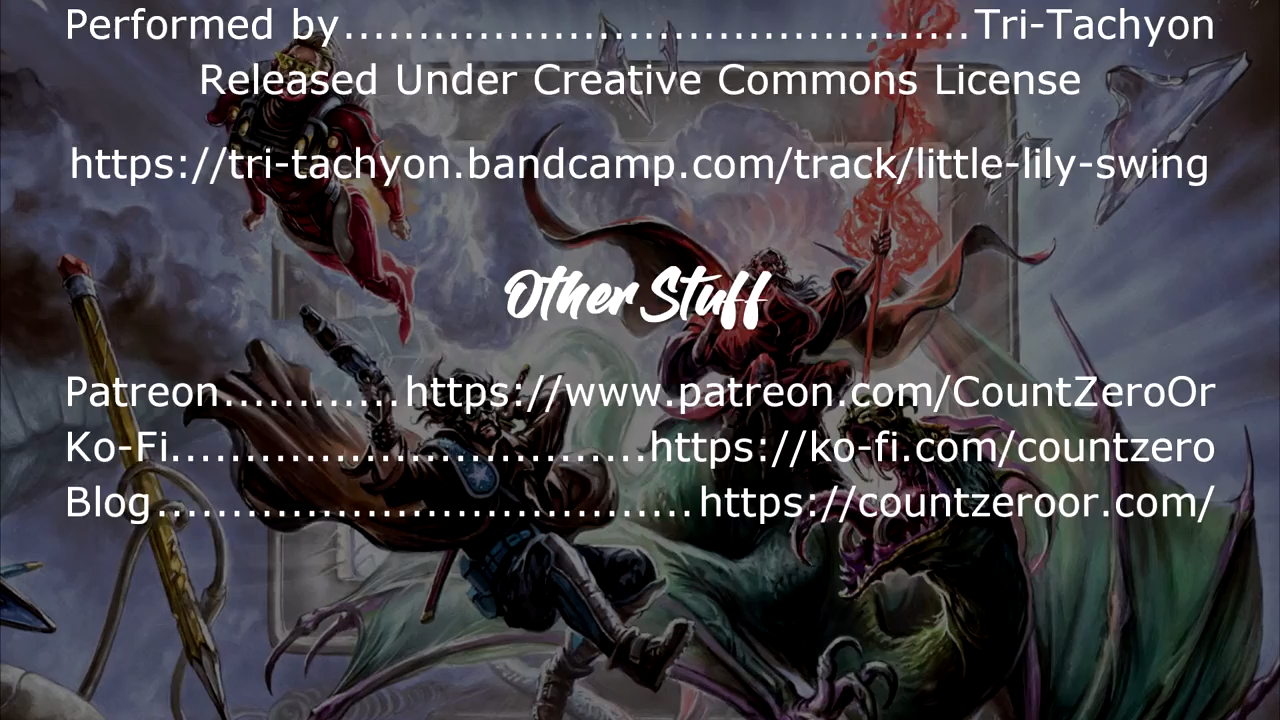 Performed by..........................................Tri-Tachyon
Released Under Creative Commons License
https://tri-tachyon.bandcamp.com/track/little-lily-swing
Other Stuff
Patreon............https://www.patreon.com/CountZeroOr
Ko-Fi................................https://ko-fi.com/countzero
Blog....................................https://countzeroor.com/